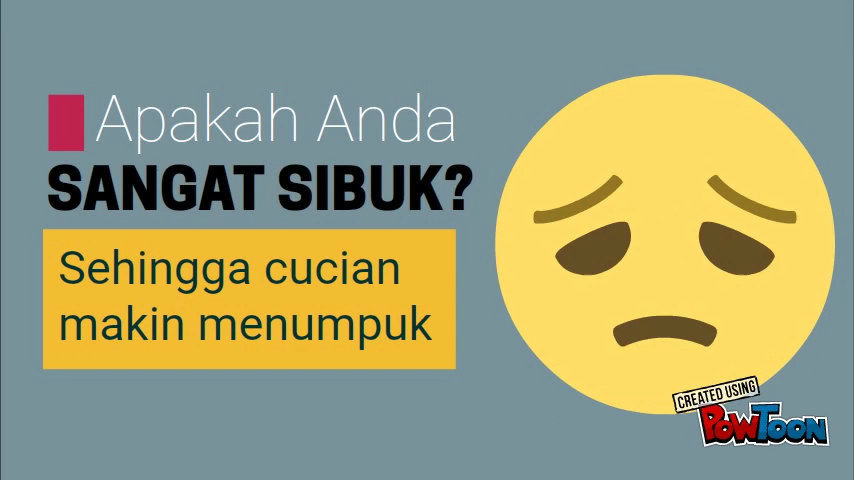 Apakah Anda
SANGAT SIBUK?
Sehingga cucian
makin menumpuk
CREATED USING
POWTOON